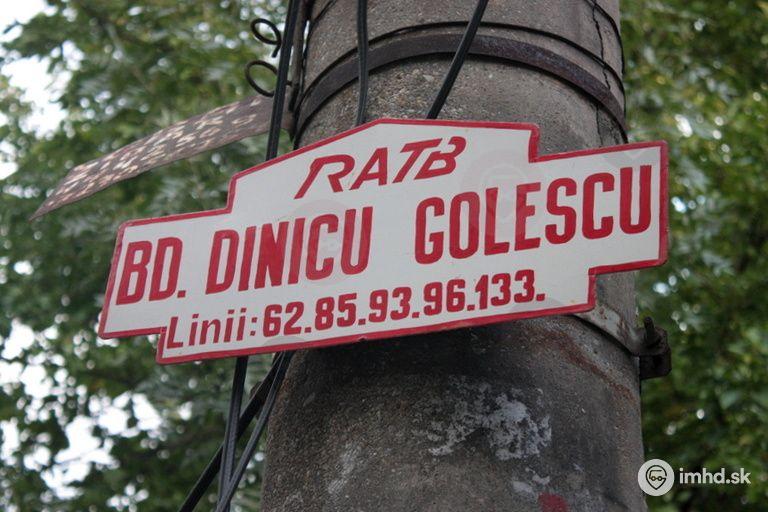 RATB
BD. DINICU GOLESCU
Linii: 62.85.93.96.133.
imhd.sk